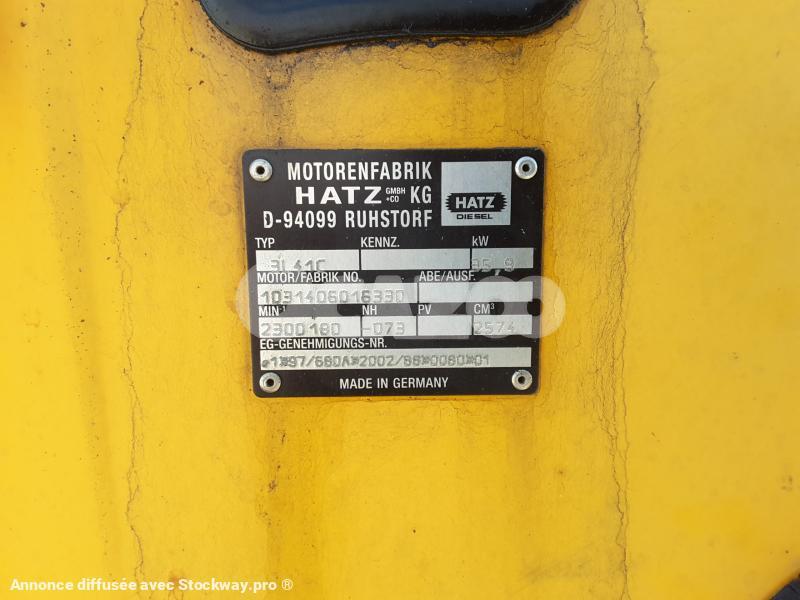 MOTORENFABRIK
HATZ GMBH +CO KG
D-94099 RUHSTORF
HATZ
DIESEL
TYP KENNZ. kW
3L41C 35,9
MOTOR/FABRIK NO. ABE/AUSF.
MIN-1 NH PV CM³
2300 180 -073 2574
EG-GENEHMIGUNGS-NR.
e1*97/68DA*2002/88*0080*01
MADE IN GERMANY
Annonce diffusée avec Stockway.pro ®